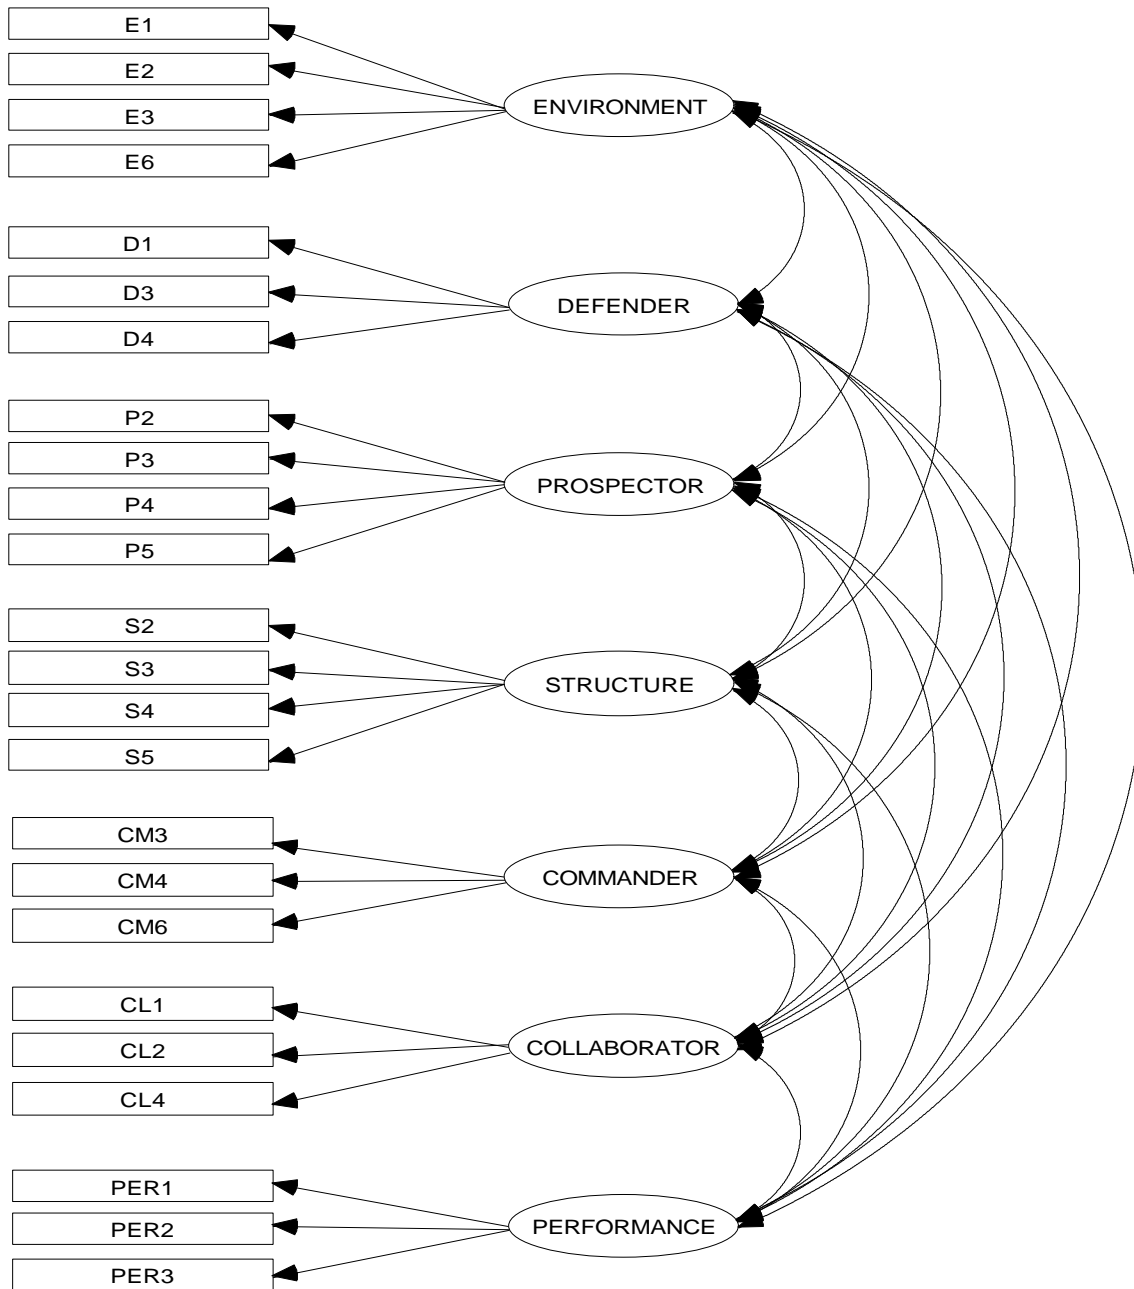 E1
E2
E3
E6
ENVIRONMENT
D1
D3
D4
DEFENDER
P2
P3
P4
P5
PROSPECTOR
S2
S3
S4
S5
STRUCTURE
CM3
CM4
CM6
COMMANDER
CL1
CL2
CL4
COLLABORATOR
PER1
PER2
PER3
PERFORMANCE